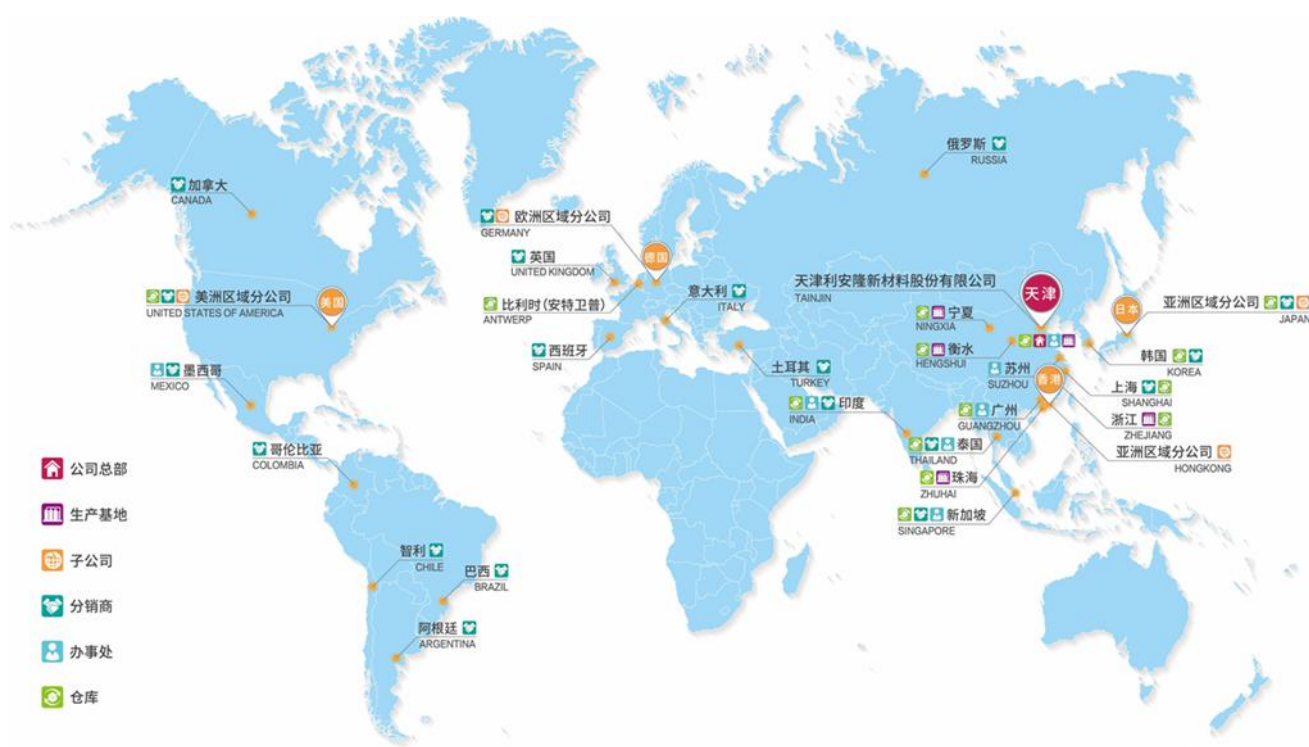 俄罗斯
RUSSIA
加拿大
CANADA
欧洲区域分公司
GERMANY
德国
英国
UNITED KINGDOM
意大利
ITALY
比利时(安特卫普)
ANTWERP
西班牙
SPAIN
土耳其
TURKEY
美洲区域分公司
UNITED STATES OF AMERICA
美国
墨西哥
MEXICO
天津利安隆新材料股份有限公司
TAINJIN
天津
宁夏
NINGXIA
衡水
HENGSHUI
苏州
SUZHOU
日本
亚洲区域分公司
JAPAN
韩国
KOREA
上海
SHANGHAI
香港
浙江
ZHEJIANG
印度
INDIA
广州
GUANGZHOU
泰国
THAILAND
亚洲区域分公司
HONGKONG
珠海
ZHUHAI
新加坡
SINGAPORE
哥伦比亚
COLOMBIA
智利
CHILE
巴西
BRAZIL
阿根廷
ARGENTINA
公司总部
生产基地
子公司
分销商
办事处
仓库